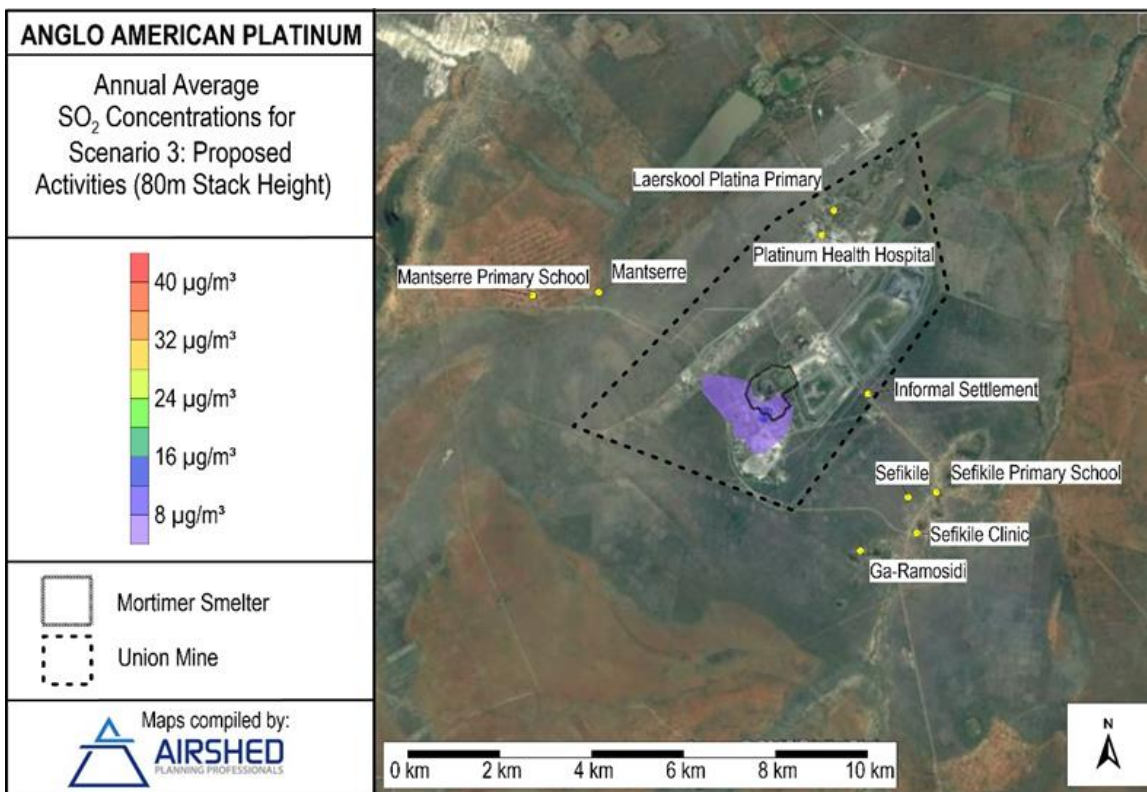 ANGLO AMERICAN PLATINUM
Annual Average
SO₂ Concentrations for
Scenario 3: Proposed
Activities (80m Stack Height)
40 µg/m³
32 µg/m³
24 µg/m³
16 µg/m³
8 µg/m³
Mortimer Smelter
Union Mine
Maps compiled by:
AIRSHED
PLANNING PROFESSIONALS
Laerskool Platina Primary
Platinum Health Hospital
Mantserre Primary School
Mantserre
Informal Settlement
Sefikile
Sefikile Primary School
Sefikile Clinic
Ga-Ramosidi
0 km 2 km 4 km 6 km 8 km 10 km
N